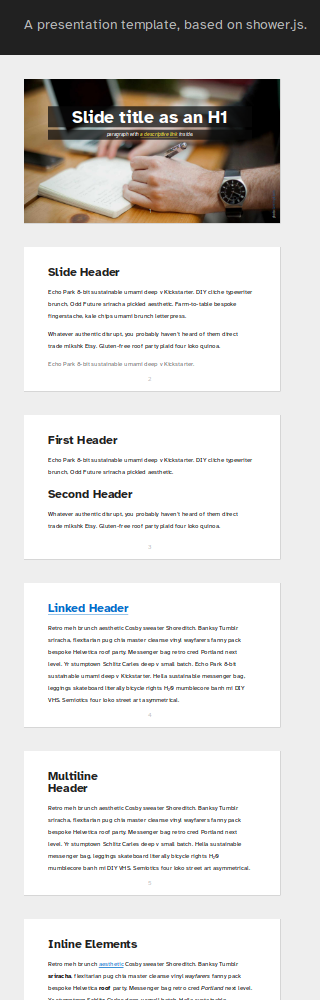 A presentation template, based on shower.js.
Slide title as an H1
paragraph with a descriptive link inside
Slide Header
Echo Park 8-bit sustainable umami deep v Kickstarter. DIY cliche typewriter
brunch. Odd Future sriracha pickled aesthetic. Farm-to-table bespoke
fingerstache, kale chips umami brunch letterpress.
Whatever authentic disrupt, you probably haven't heard of them direct
trade mlkshk Etsy. Gluten-free roof party plaid four loko quinoa.
Echo Park 8-bit sustainable umami deep v Kickstarter.
2
First Header
Echo Park 8-bit sustainable umami deep v Kickstarter. DIY cliche typewriter
brunch. Odd Future sriracha pickled aesthetic.
Second Header
Whatever authentic disrupt, you probably haven't heard of them direct
trade mlkshk Etsy. Gluten-free roof party plaid four loko quinoa.
3
Linked Header
Retro meh brunch aesthetic Cosby sweater Shoreditch. Banksy Tumblr
sriracha, flexitarian pug chia master cleanse vinyl wayfarers fanny pack
bespoke Helvetica roof party. Messenger bag retro cred Portland next
level. Yr stumptown Schlitz Carles deep v small batch. Echo Park 8-bit
sustainable umami deep v Kickstarter. Hella sustainable messenger bag,
leggings skateboard literally bicycle rights H₂0 mumblecore banh mi DIY
VHS. Semiotics four loko street art asymmetrical.
4
Multiline
Header
Retro meh brunch aesthetic Cosby sweater Shoreditch. Banksy Tumblr
sriracha, flexitarian pug chia master cleanse vinyl wayfarers fanny pack
bespoke Helvetica roof party. Messenger bag retro cred Portland next
level. Yr stumptown Schlitz Carles deep v small batch. Hella sustainable
messenger bag, leggings skateboard literally bicycle rights H₂0
mumblecore banh mi DIY VHS. Semiotics four loko street art asymmetrical.
5
Inline Elements
Retro meh brunch aesthetic Cosby sweater Shoreditch. Banksy Tumblr
sriracha, flexitarian pug chia master cleanse vinyl wayfarers fanny pack
bespoke Helvetica roof party. Messenger bag retro cred Portland next level.